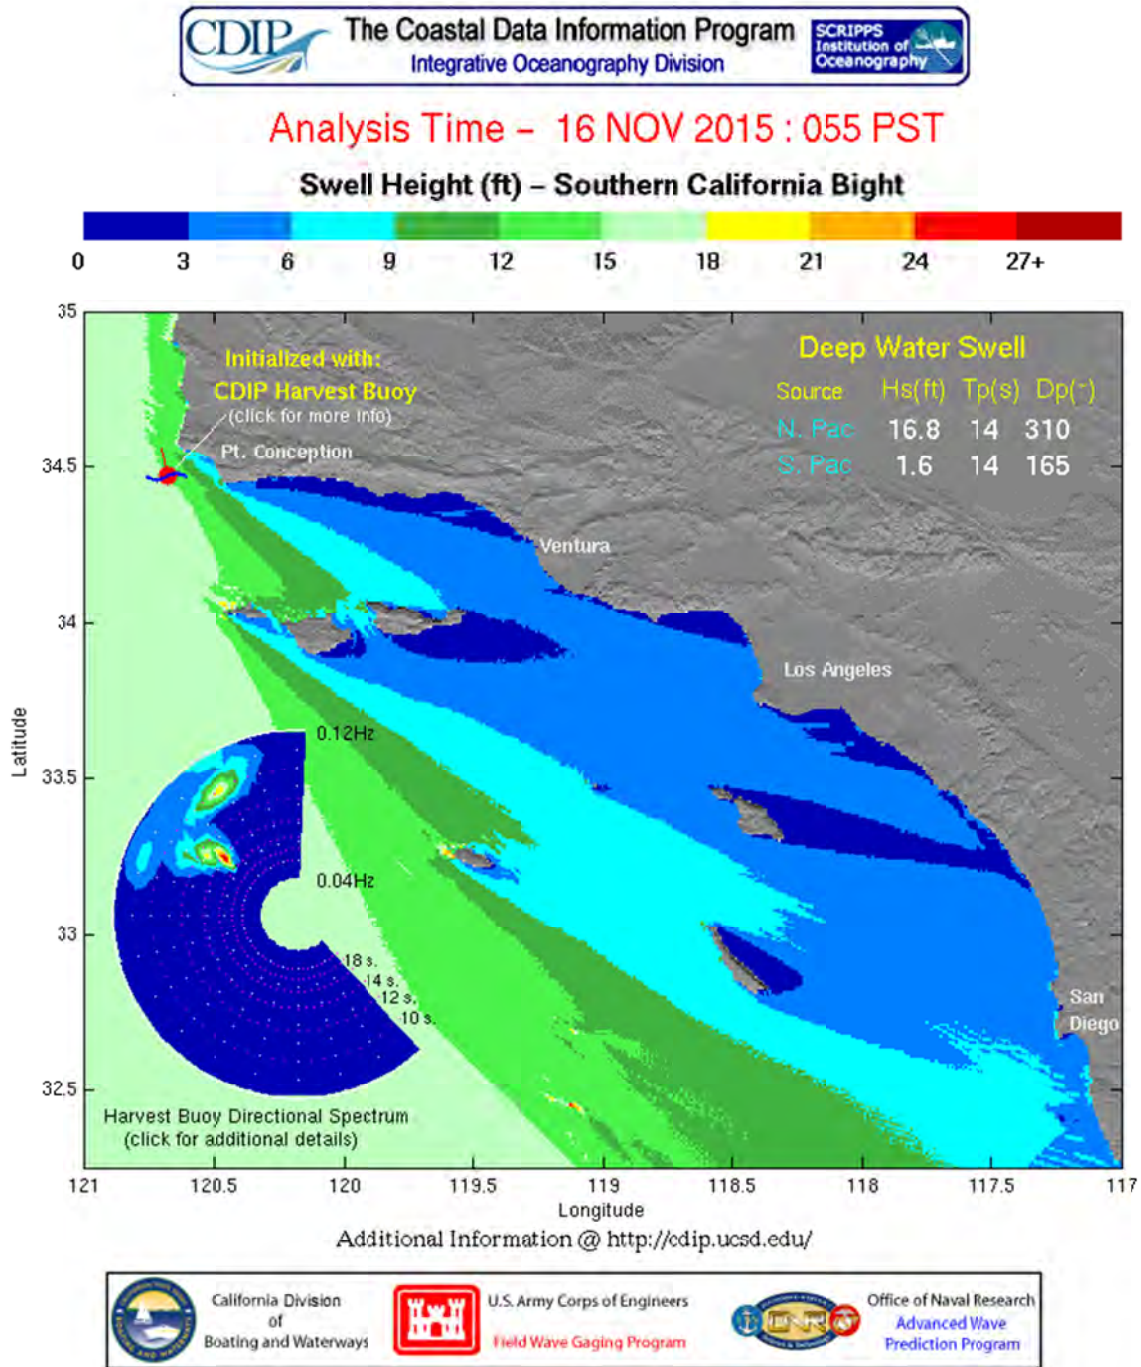 CDIP
The Coastal Data Information Program
Integrative Oceanography Division
SCRIPPS
Institution of
Oceanography
Analysis Time - 16 NOV 2015 : 055 PST
Swell Height (ft) - Southern California Bight
0 3 6 9 12 15 18 21 24 27+
35
34.5
34
33.5
33
32.5
Latitude
Initialized with:
CDIP Harvest Buoy
(click for more info)
Pt. Conception
Deep Water Swell
Source Hs(ft) Tp(s) Dp(~)
N. Pac 16.8 14 310
S. Pac 1.6 14 165
Ventura
Los Angeles
San
Diego
0.12Hz
0.04Hz
18 s.
14 s.
12 s.
10 s.
Harvest Buoy Directional Spectrum
(click for additional details)
121 120.5 120 119.5 119 118.5 118 117.5 117
Longitude
Additional Information @ http://cdip.ucsd.edu/
California Division
of
Boating and Waterways
U.S. Army Corps of Engineers
Field Wave Gaging Program
Office of Naval Research
Advanced Wave
Prediction Program